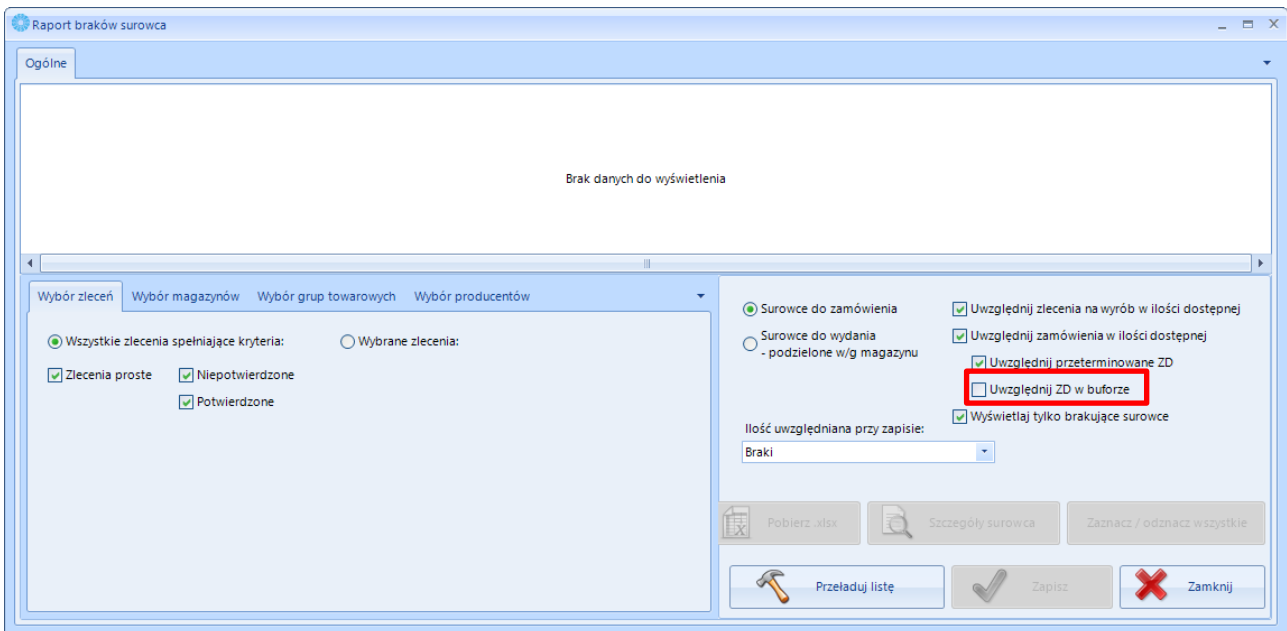 Raport braków surowca
Ogólne
Brak danych do wyświetlenia
Wybór zleceń Wybór magazynów Wybór grup towarowych Wybór producentów
Wszystkie zlecenia spełniające kryteria: Wybrane zlecenia:
Zlecenia proste Niepotwierdzone
Potwierdzone
Surowce do zamówienia
Surowce do wydania
- podzielone w/g magazynu
Uwzględnij zlecenia na wyrób w ilości dostępnej
Uwzględnij zamówienia w ilości dostępnej
Uwzględnij przeterminowane ZD
Uwzględnij ZD w buforze
Wyświetlaj tylko brakujące surowce
Ilość uwzględniana przy zapisie:
Braki
Pobierz .xlsx Szczegóły surowca Zaznacz / odznacz wszystkie
Przeładuj listę Zapisz Zamknij